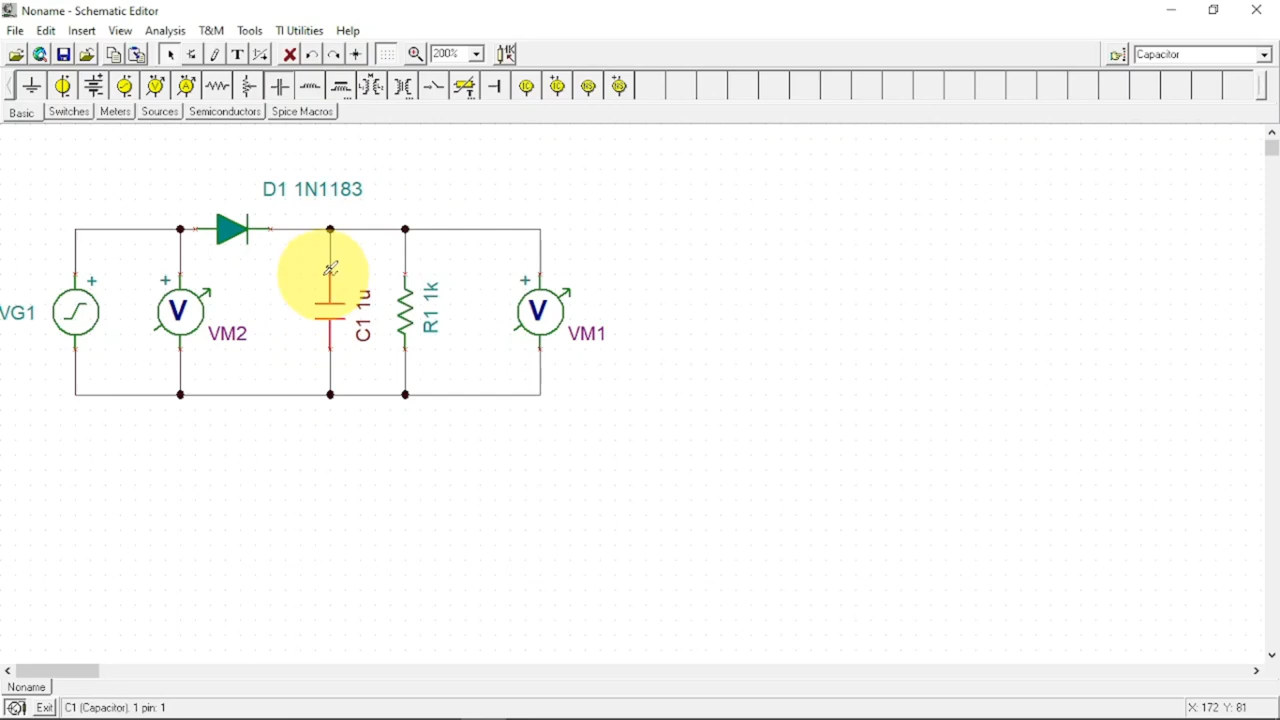 Noname - Schematic Editor
File Edit Insert View Analysis T&M Tools TI Utilities Help
T 200% Capacitor
Basic Switches Meters Sources Semiconductors Spice Macros
D1 1N1183
+ + +
VG1 V VM2 C1 1u R1 1k V VM1
Noname
Exit C1 (Capacitor). 1 pin: 1 X: 172 Y: 81